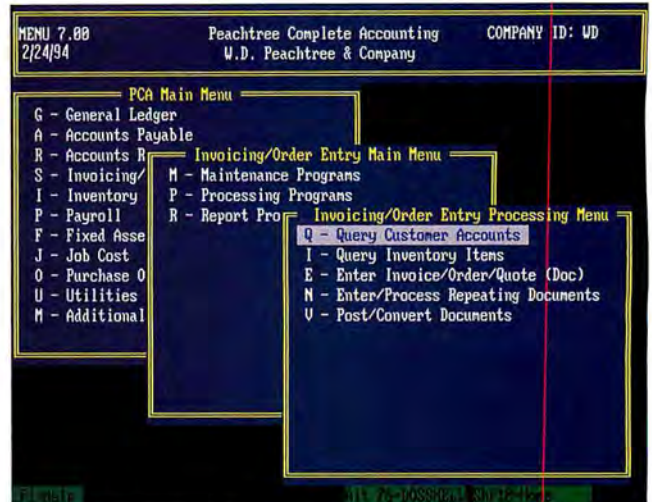 MENU 7.00 Peachtree Complete Accounting COMPANY ID: WD
2/24/94 W.D. Peachtree & Company
PCA Main Menu
G - General Ledger
A - Accounts Payable
R - Accounts R
S - Invoicing/
I - Inventory
P - Payroll
F - Fixed Asse
J - Job Cost
O - Purchase O
U - Utilities
M - Additional
Invoicing/Order Entry Main Menu
M - Maintenance Programs
P - Processing Programs
R - Report Pro
Invoicing/Order Entry Processing Menu
Q - Query Customer Accounts
I - Query Inventory Items
E - Enter Invoice/Order/Quote (Doc)
N - Enter/Process Repeating Documents
V - Post/Convert Documents